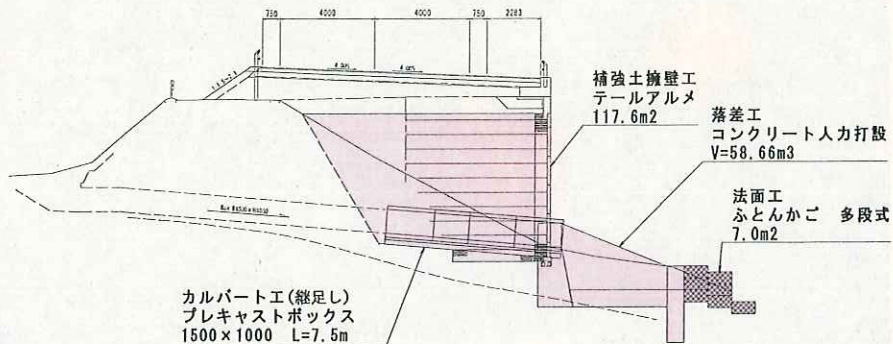 750 4000 4000 750 2283
補強土擁壁工
テールアルメ
117.6m2
落差工
コンクリート人力打設
V=58.66m3
法面工
ふとんかご 多段式
7.0m2
カルバート工(継足し)
プレキャストボックス
1500×1000 L=7.5m